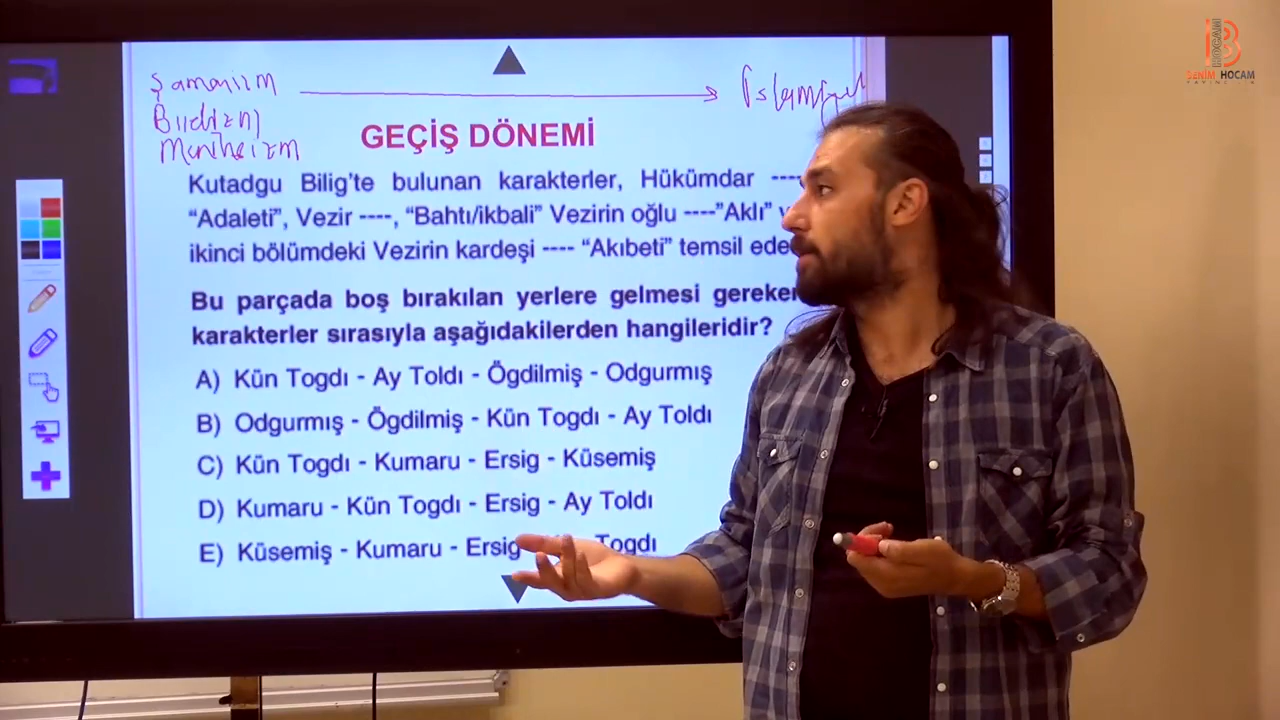 BENİM HOCAM
YAYINCILIK
Şamanizm
İslamiyet
Budizm
Maniheizm
GEÇİŞ DÖNEMİ
Kutadgu Bilig’te bulunan karakterler, Hükümdar ----
“Adaleti”, Vezir ----, “Bahtı/ikbali” Vezirin oğlu ----”Aklı”
ikinci bölümdeki Vezirin kardeşi ---- “Akıbeti” temsil
Bu parçada boş bırakılan yerlere gelmesi
karakterler sırasıyla aşağıdakilerden hangileridir?
A) Kün Togdı - Ay Toldı - Ögdilmiş - Odgurmış
B) Odgurmış - Ögdilmiş - Kün Togdı - Ay Toldı
C) Kün Togdı - Kumaru - Ersig - Küsemiş
D) Kumaru - Kün Togdı - Ersig - Ay Toldı
E) Küsemiş - Kumaru - Ersig - Togdı